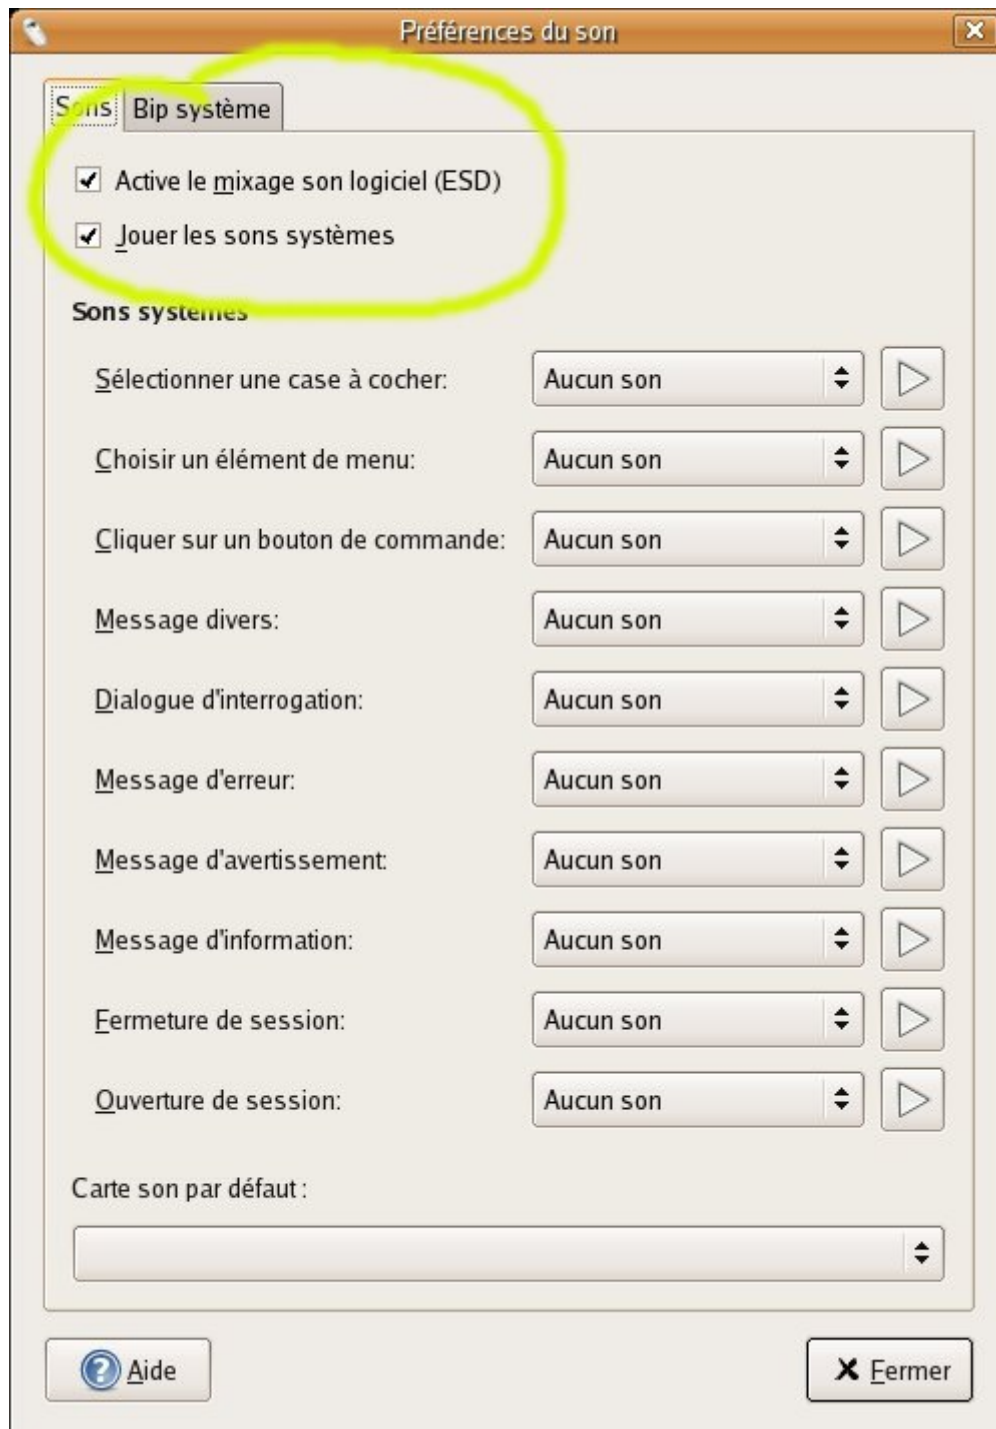 Préférences du son
Sons Bip système
Active le mixage son logiciel (ESD)
Jouer les sons systèmes
Sons systèmes
Sélectionner une case à cocher: Aucun son
Choisir un élément de menu: Aucun son
Cliquer sur un bouton de commande: Aucun son
Message divers: Aucun son
Dialogue d'interrogation: Aucun son
Message d'erreur: Aucun son
Message d'avertissement: Aucun son
Message d'information: Aucun son
Fermeture de session: Aucun son
Ouverture de session: Aucun son
Carte son par défaut :
Aide Fermer